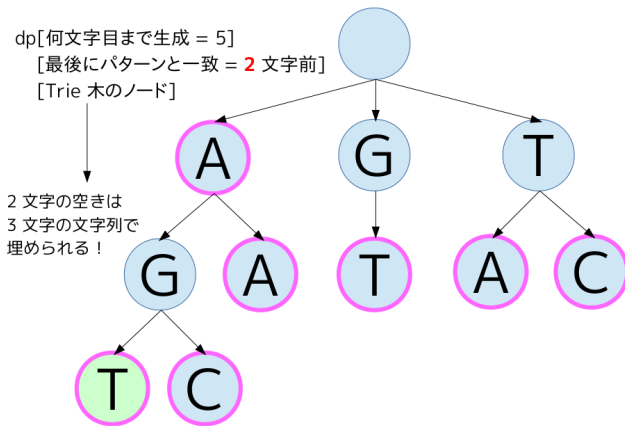 dp[何文字目まで生成 = 5]
[最後にパターンと一致 = 2 文字前]
[Trie 木のノード]
A
G
T
2 文字の空きは
3 文字の文字列で
埋められる！
G
A
T
A
C
T
C